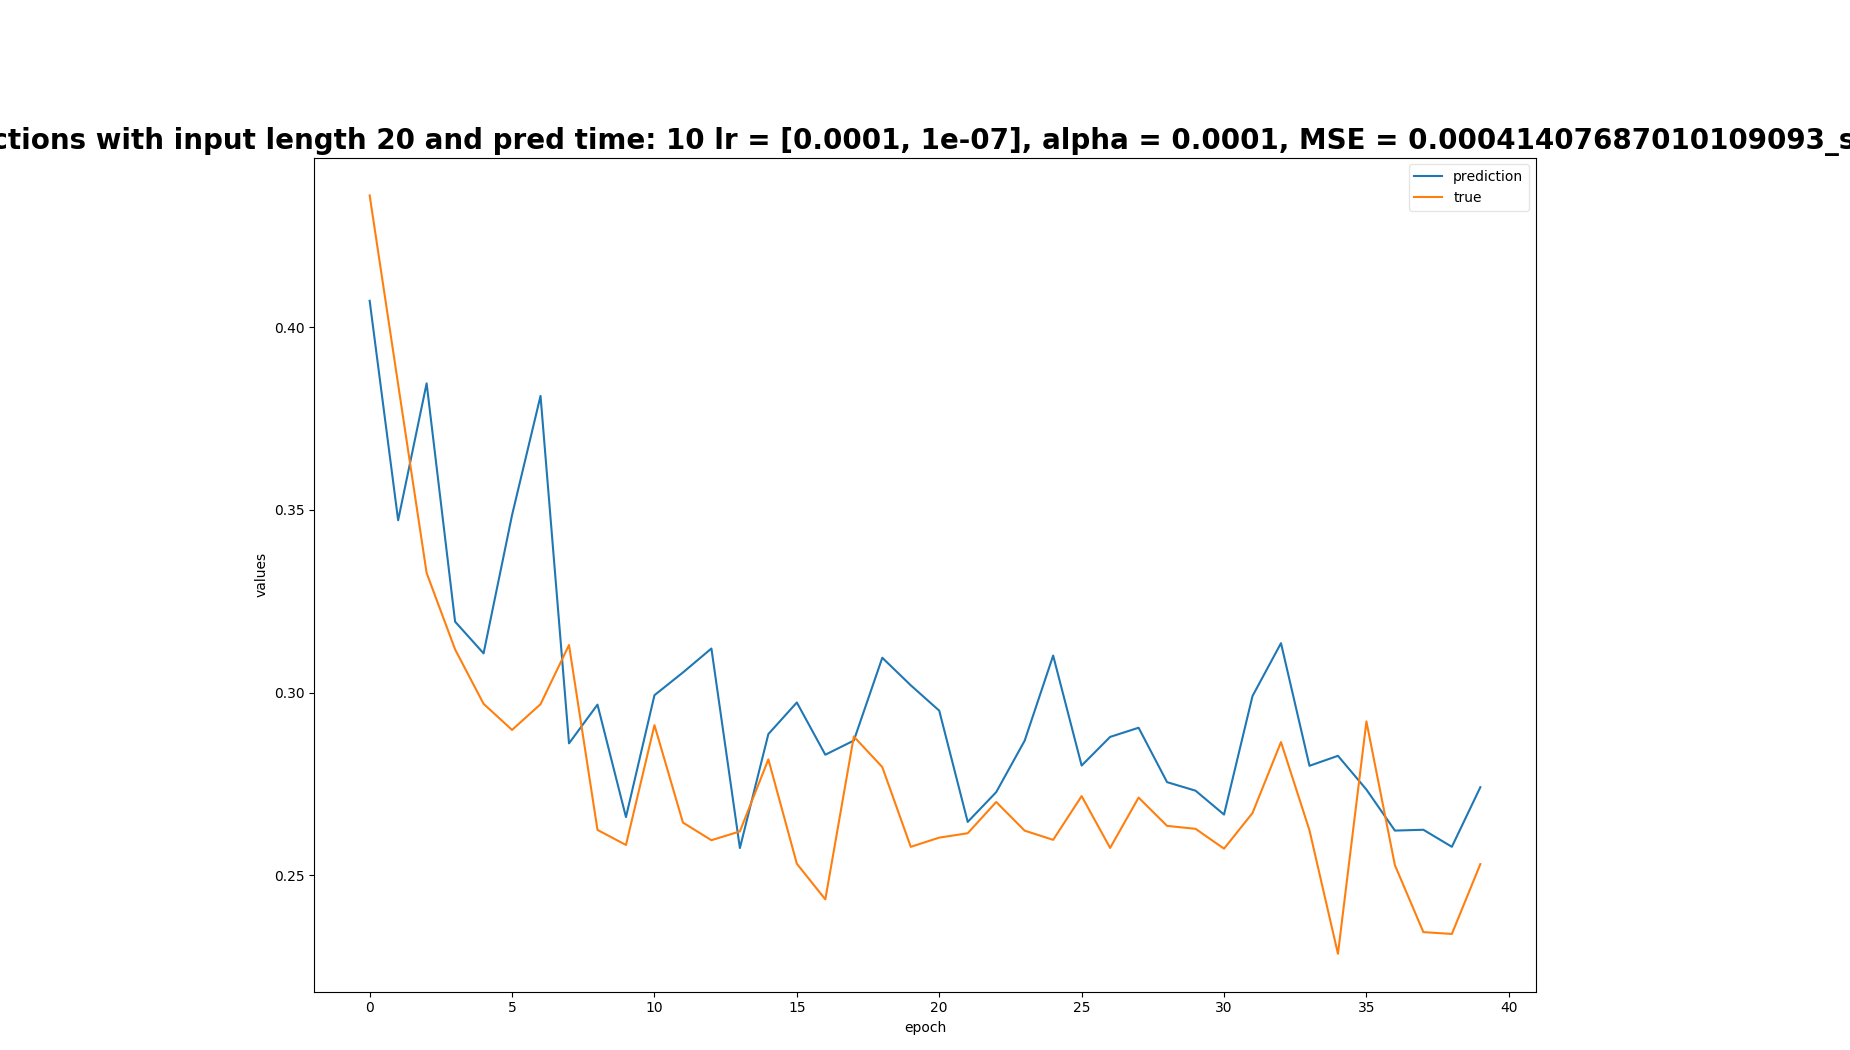 ctions with input length 20 and pred time: 10 lr = [0.0001, 1e-07], alpha = 0.0001, MSE = 0.00041407687010109093_s
prediction
true
0.40
0.35
0.30
0.25
values
0
5
10
15
20
25
30
35
40
epoch